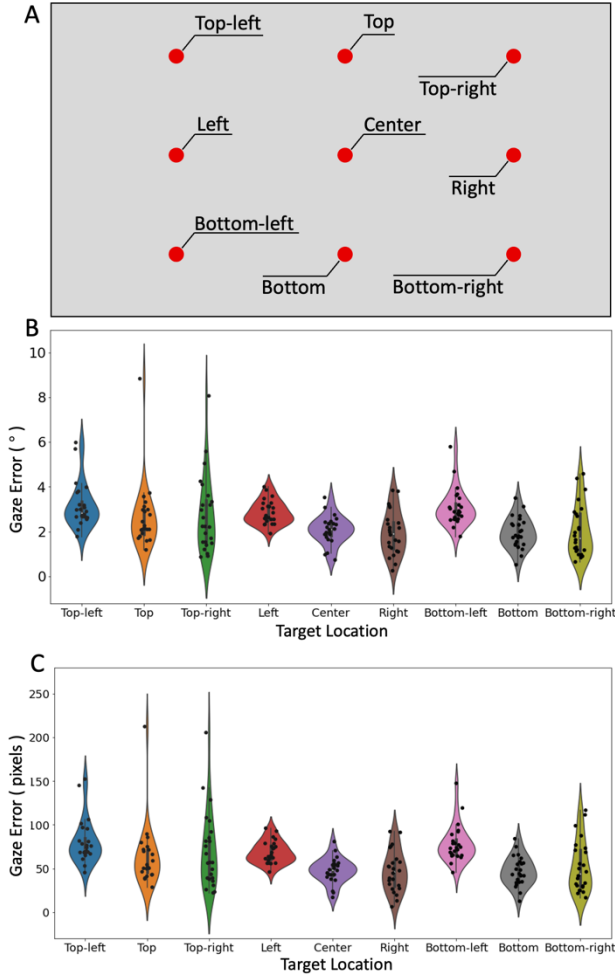 A
Top-left
Top
Top-right
Left
Center
Right
Bottom-left
Bottom
Bottom-right
B
10
8
6
4
2
0
Gaze Error ( ° )
Top-left Top Top-right Left Center Right Bottom-left Bottom Bottom-right
Target Location
C
250
200
150
100
50
0
Gaze Error ( pixels )
Top-left Top Top-right Left Center Right Bottom-left Bottom Bottom-right
Target Location